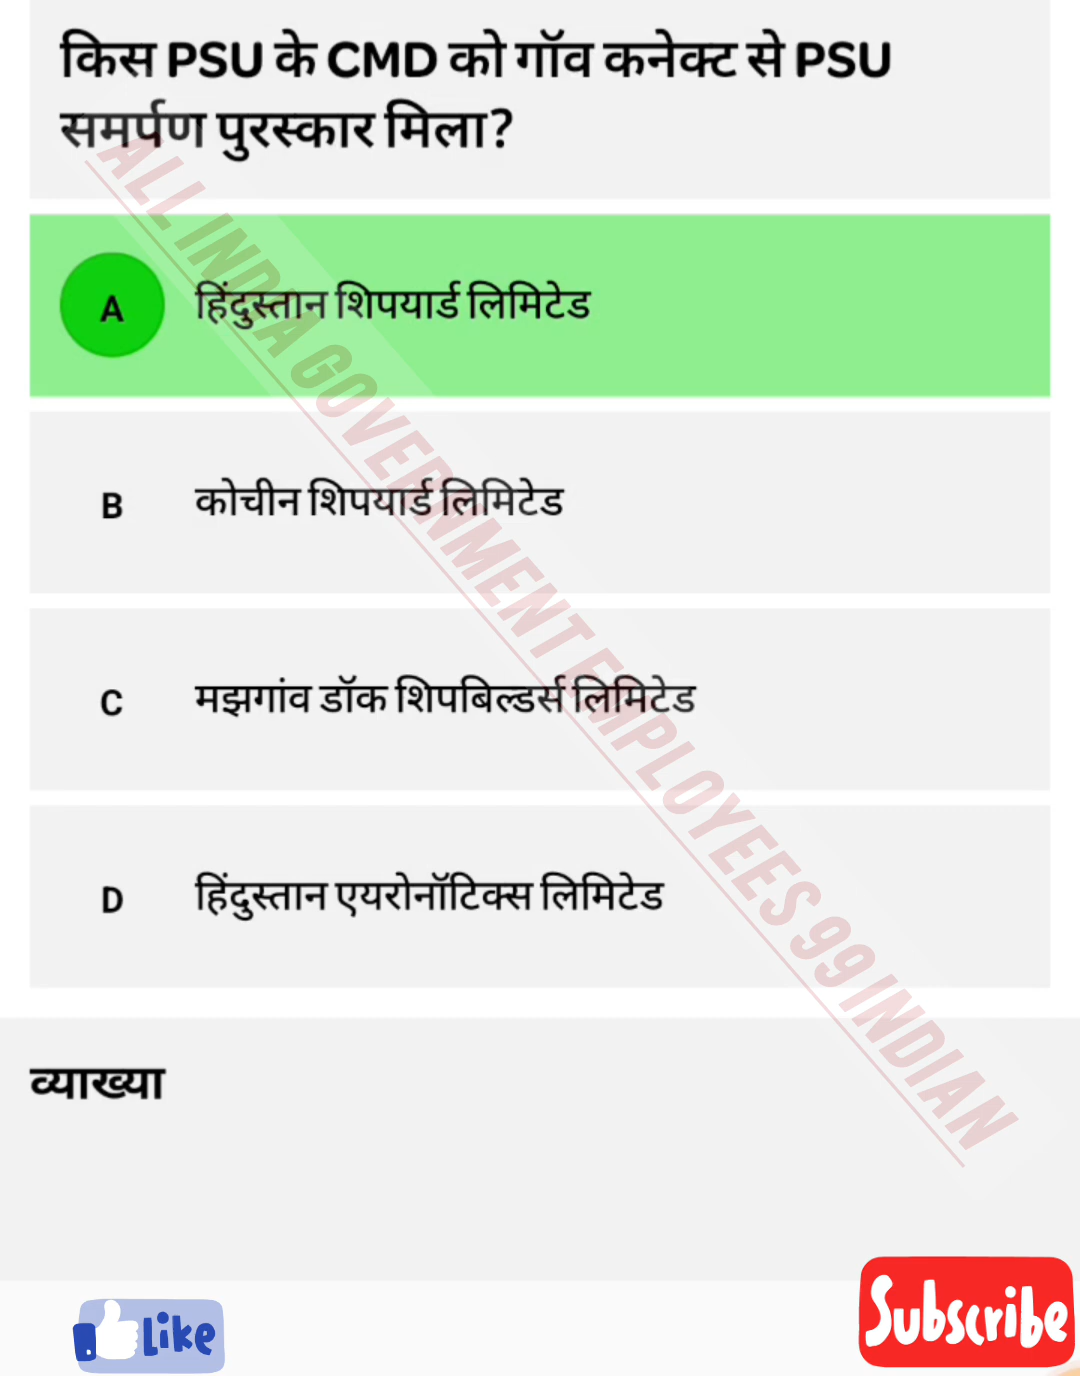 किस PSU के CMD को गॉव कनेक्ट से PSU
समर्पण पुरस्कार मिला?
A हिंदुस्तान शिपयार्ड लिमिटेड
B कोचीन शिपयार्ड लिमिटेड
C मझगांव डॉक शिपबिल्डर्स लिमिटेड
D हिंदुस्तान एयरोनॉटिक्स लिमिटेड
ALL INDIA GOVERNMENT EMPLOYEES 99 INDIAN
व्याख्या
Like
Subscribe